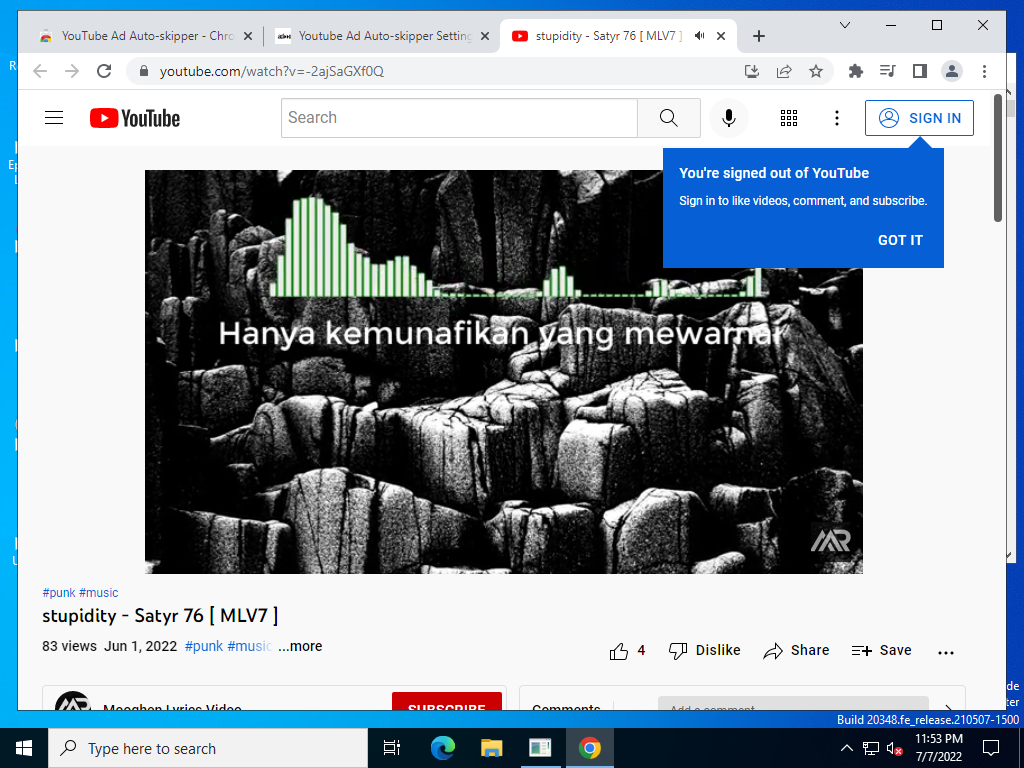 YouTube Ad Auto-skipper - Chro
Youtube Ad Auto-skipper Setting
stupidity - Satyr 76 [ MLV7 ]
youtube.com/watch?v=-2ajSaGXf0Q
YouTube
Search
SIGN IN
You're signed out of YouTube
Sign in to like videos, comment, and subscribe.
GOT IT
Hanya kemunafikan yang mewarnai
MR
#punk #music
stupidity - Satyr 76 [ MLV7 ]
83 views Jun 1, 2022 #punk #music ...more
4
Dislike
Share
Save
Mooghen Lyrics Video
SUBSCRIBE
Comments
Add a comment...
Build 20348.fe_release.210507-1500
Type here to search
11:53 PM
7/7/2022